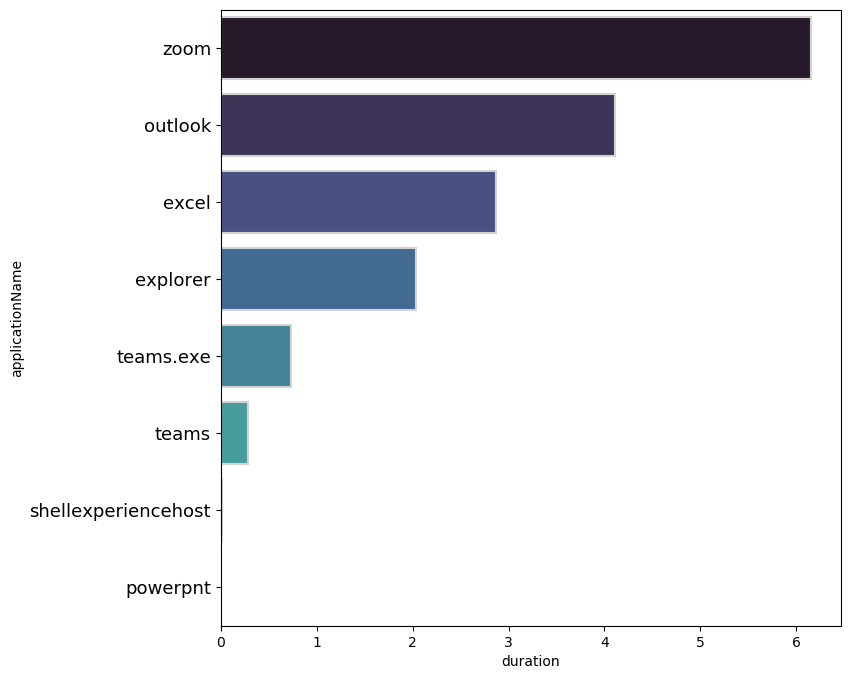 zoom
outlook
excel
explorer
teams.exe
teams
shellexperiencehost
powerpnt
applicationName
0 1 2 3 4 5 6
duration